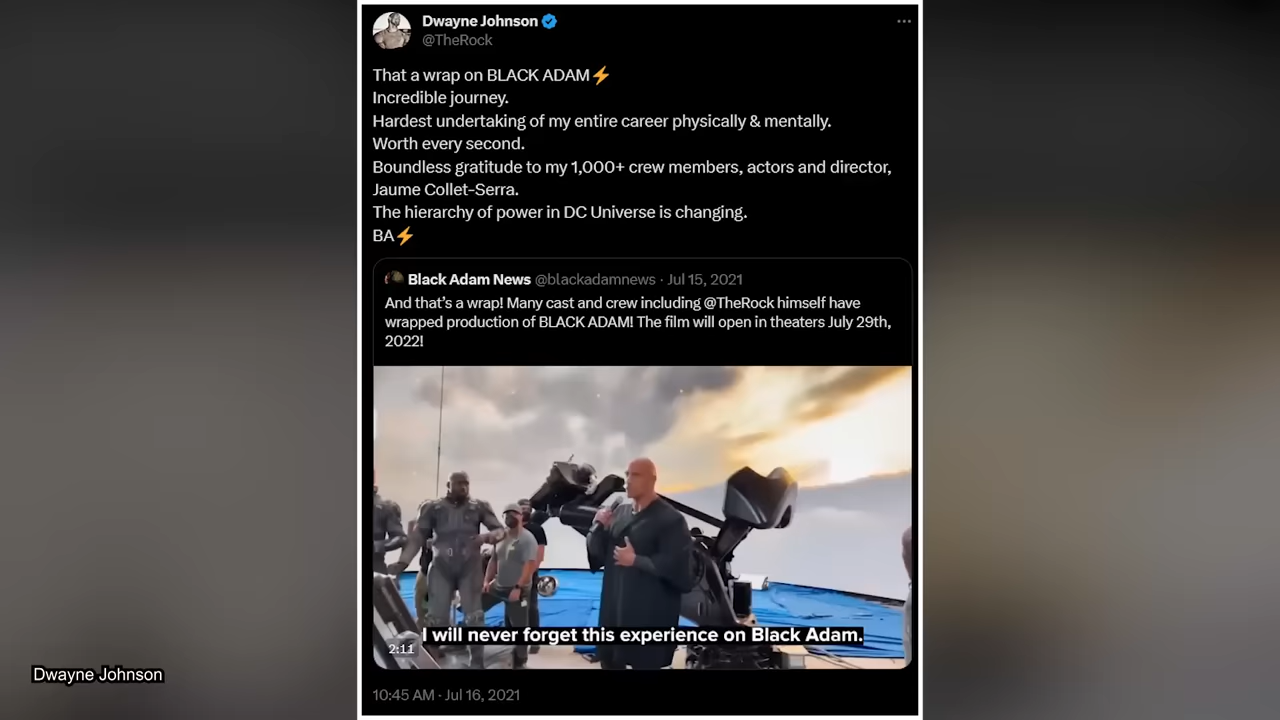 Dwayne Johnson
@TheRock
That a wrap on BLACK ADAM⚡
Incredible journey.
Hardest undertaking of my entire career physically & mentally.
Worth every second.
Boundless gratitude to my 1,000+ crew members, actors and director,
Jaume Collet-Serra.
The hierarchy of power in DC Universe is changing.
BA⚡
Black Adam News @blackadamnews · Jul 15, 2021
And that's a wrap! Many cast and crew including @TheRock himself have
wrapped production of BLACK ADAM! The film will open in theaters July 29th,
2022!
I will never forget this experience on Black Adam.
2:11
10:45 AM · Jul 16, 2021
Dwayne Johnson